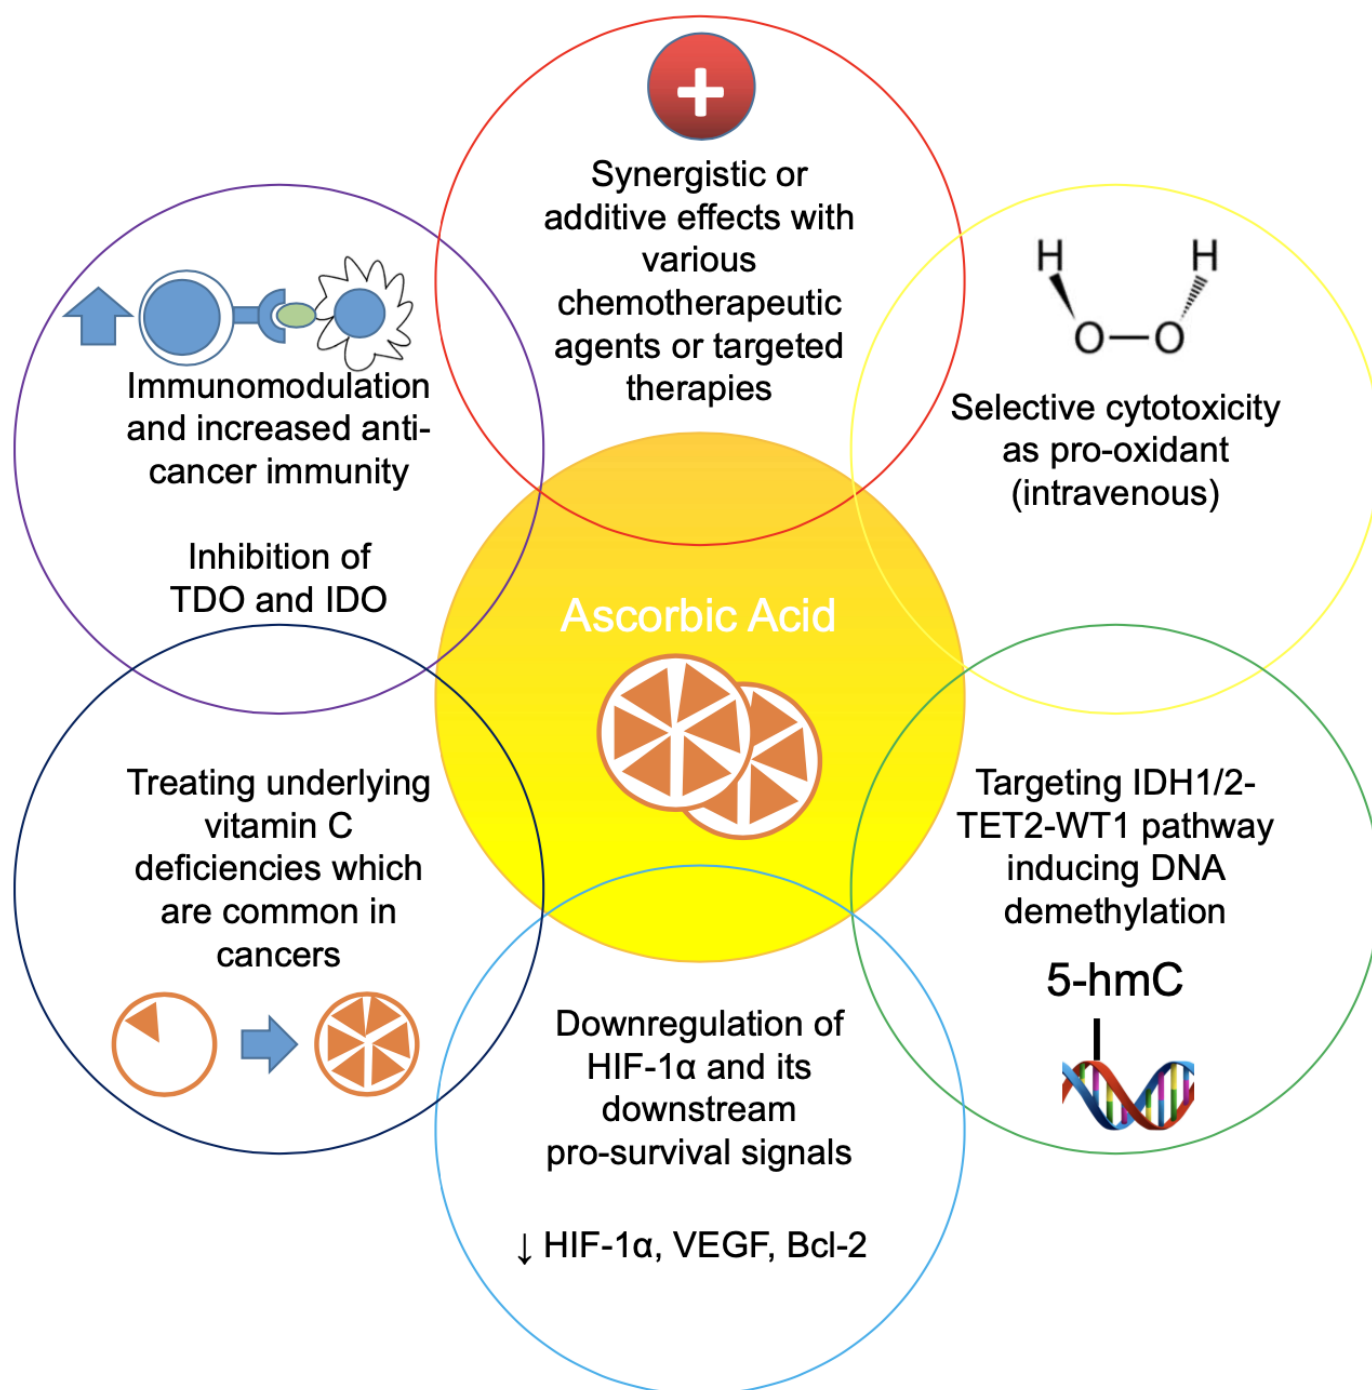 +
Synergistic or
additive effects with
various
chemotherapeutic
agents or targeted
therapies
H
H
O
O
Selective cytotoxicity
as pro-oxidant
(intravenous)
Immunomodulation
and increased anti-
cancer immunity
Inhibition of
TDO and IDO
Ascorbic Acid
Treating underlying
vitamin C
deficiencies which
are common in
cancers
Targeting IDH1/2-
TET2-WT1 pathway
inducing DNA
demethylation
5-hmC
Downregulation of
HIF-1α and its
downstream
pro-survival signals
↓ HIF-1α, VEGF, Bcl-2